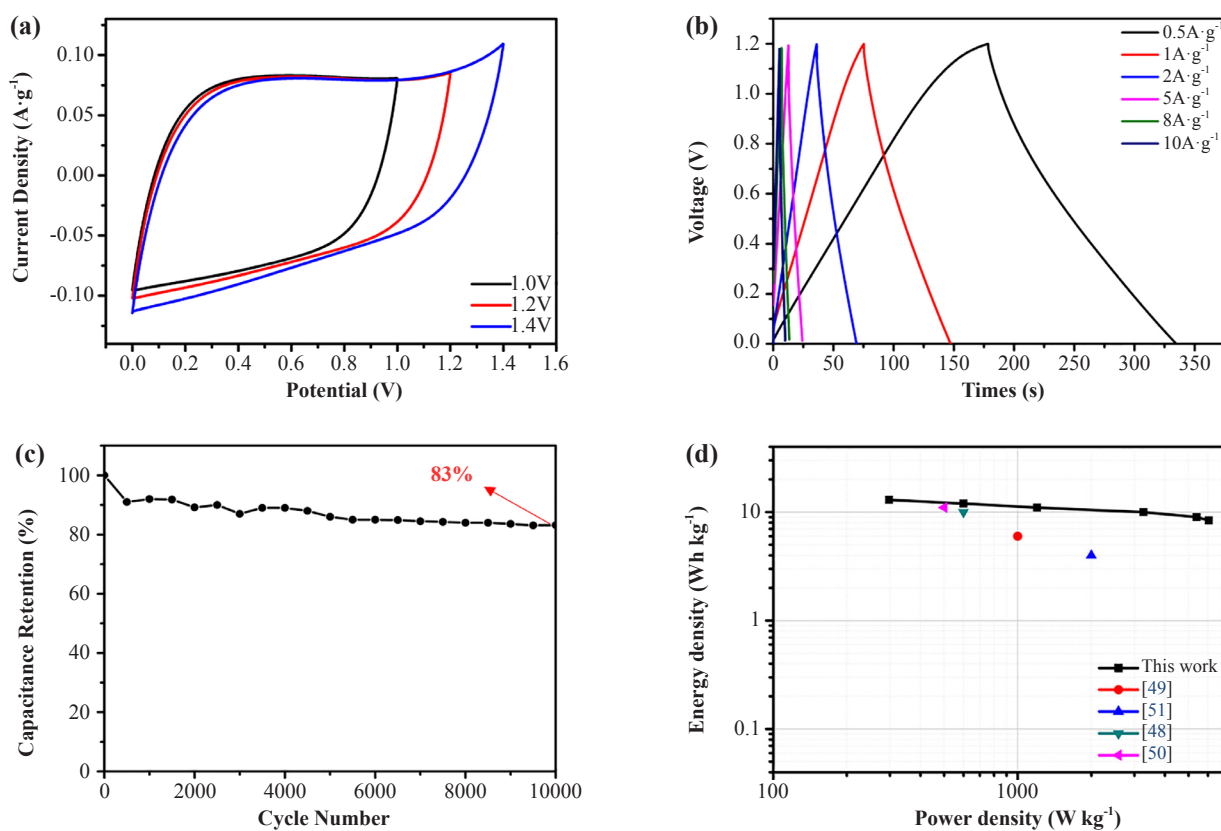 (a)
Current Density (A·g⁻¹)
0.10
0.05
0.00
-0.05
-0.10
0.0 0.2 0.4 0.6 0.8 1.0 1.2 1.4 1.6
Potential (V)
1.0V
1.2V
1.4V
(b)
Voltage (V)
1.2
1.0
0.8
0.6
0.4
0.2
0.0
0 50 100 150 200 250 300 350
Times (s)
0.5A·g⁻¹
1A·g⁻¹
2A·g⁻¹
5A·g⁻¹
8A·g⁻¹
10A·g⁻¹
(c)
Capacitance Retention (%)
100
80
60
40
20
0
0 2000 4000 6000 8000 10000
Cycle Number
83%
(d)
Energy density (Wh kg⁻¹)
10
1
0.1
100 1000
Power density (W kg⁻¹)
This work
[49]
[51]
[48]
[50]